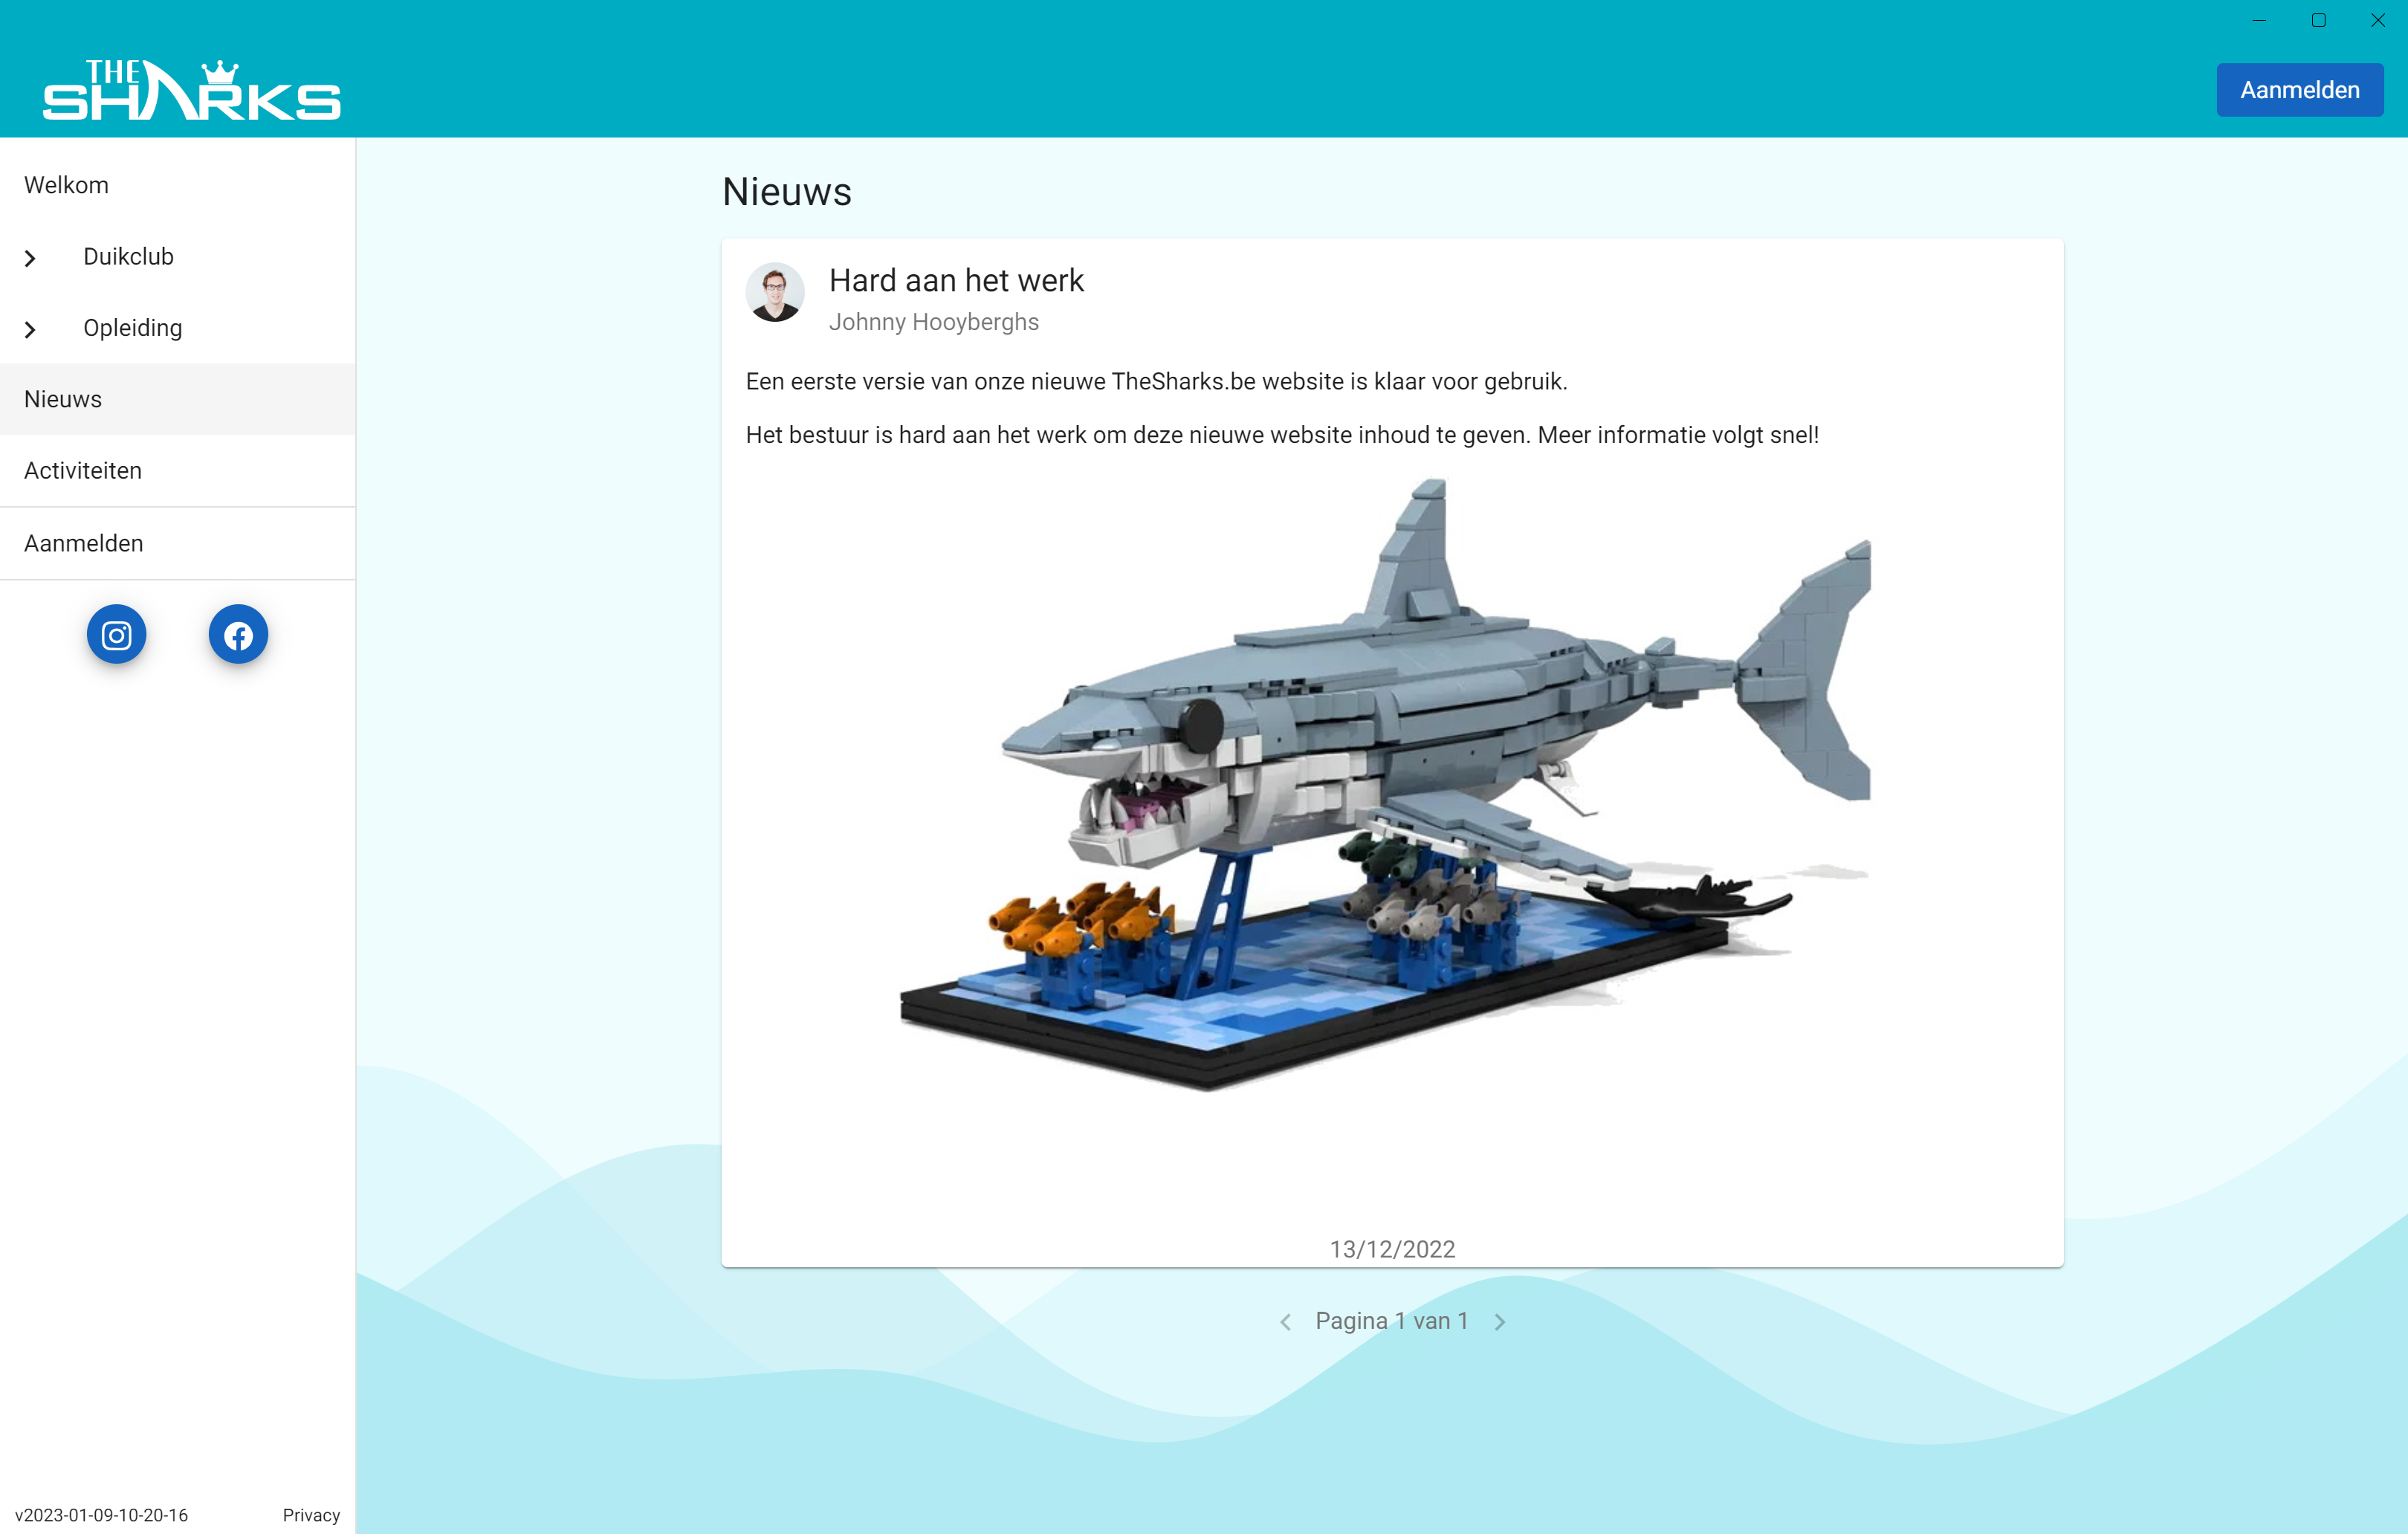 THE
SHARKS
Aanmelden
Welkom
Duikclub
Opleiding
Nieuws
Activiteiten
Aanmelden
v2023-01-09-10-20-16
Privacy
Nieuws
Hard aan het werk
Johnny Hooyberghs
Een eerste versie van onze nieuwe TheSharks.be website is klaar voor gebruik.
Het bestuur is hard aan het werk om deze nieuwe website inhoud te geven. Meer informatie volgt snel!
13/12/2022
Pagina 1 van 1